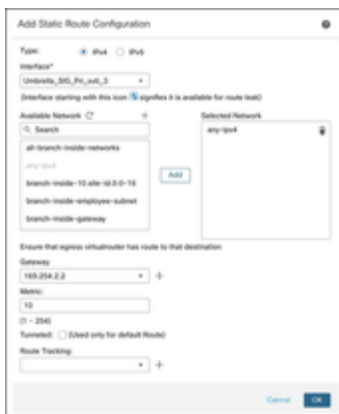 Add Static Route Configuration
Type: IPv4 IPv6
Interface*
Umbrella_SIG_Pri_svti_3
(Interface starting with this icon signifies it is available for route leak)
Available Network
Selected Network
Search
all-branch-inside-networks
any-ipv4
branch-inside-10.site-id.0.0-16
branch-inside-employee-subnet
branch-inside-gateway
Add
any-ipv4
Ensure that egress virtualrouter has route to that destination
Gateway
169.254.2.2
Metric:
10
(1 - 254)
Tunneled: (Used only for default Route)
Route Tracking:
Cancel OK